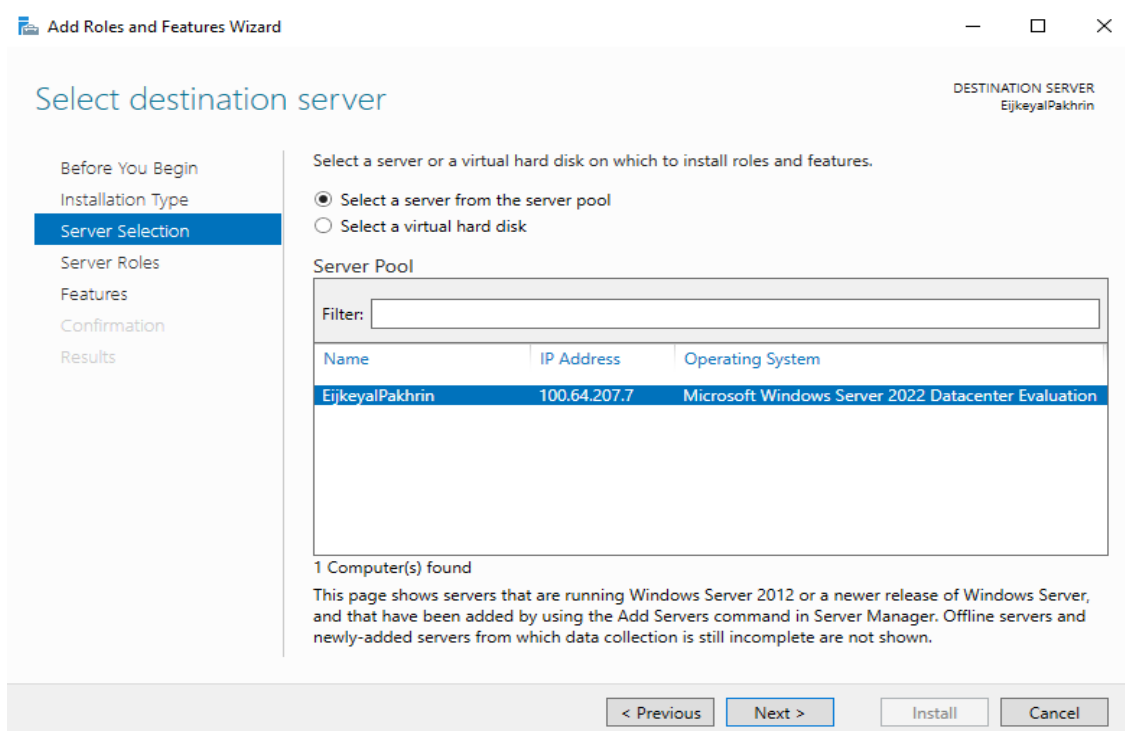 Add Roles and Features Wizard
Select destination server
DESTINATION SERVER
EijkeyalPakhrin
Before You Begin
Installation Type
Server Selection
Server Roles
Features
Confirmation
Results
Select a server or a virtual hard disk on which to install roles and features.
Select a server from the server pool
Select a virtual hard disk
Server Pool
Filter:
Name IP Address Operating System
EijkeyalPakhrin 100.64.207.7 Microsoft Windows Server 2022 Datacenter Evaluation
1 Computer(s) found
This page shows servers that are running Windows Server 2012 or a newer release of Windows Server,
and that have been added by using the Add Servers command in Server Manager. Offline servers and
newly-added servers from which data collection is still incomplete are not shown.
< Previous Next > Install Cancel